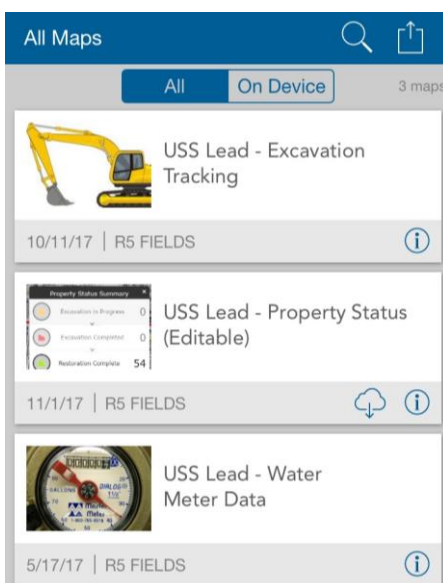 All Maps
All
On Device
3 maps
USS Lead - Excavation
Tracking
10/11/17 | R5 FIELDS
Property Status Summary
Excavation in Progress 0
Excavation Completed 0
Restoration Complete 54
USS Lead - Property Status
(Editable)
11/1/17 | R5 FIELDS
GALLONS
USS Lead - Water
Meter Data
5/17/17 | R5 FIELDS